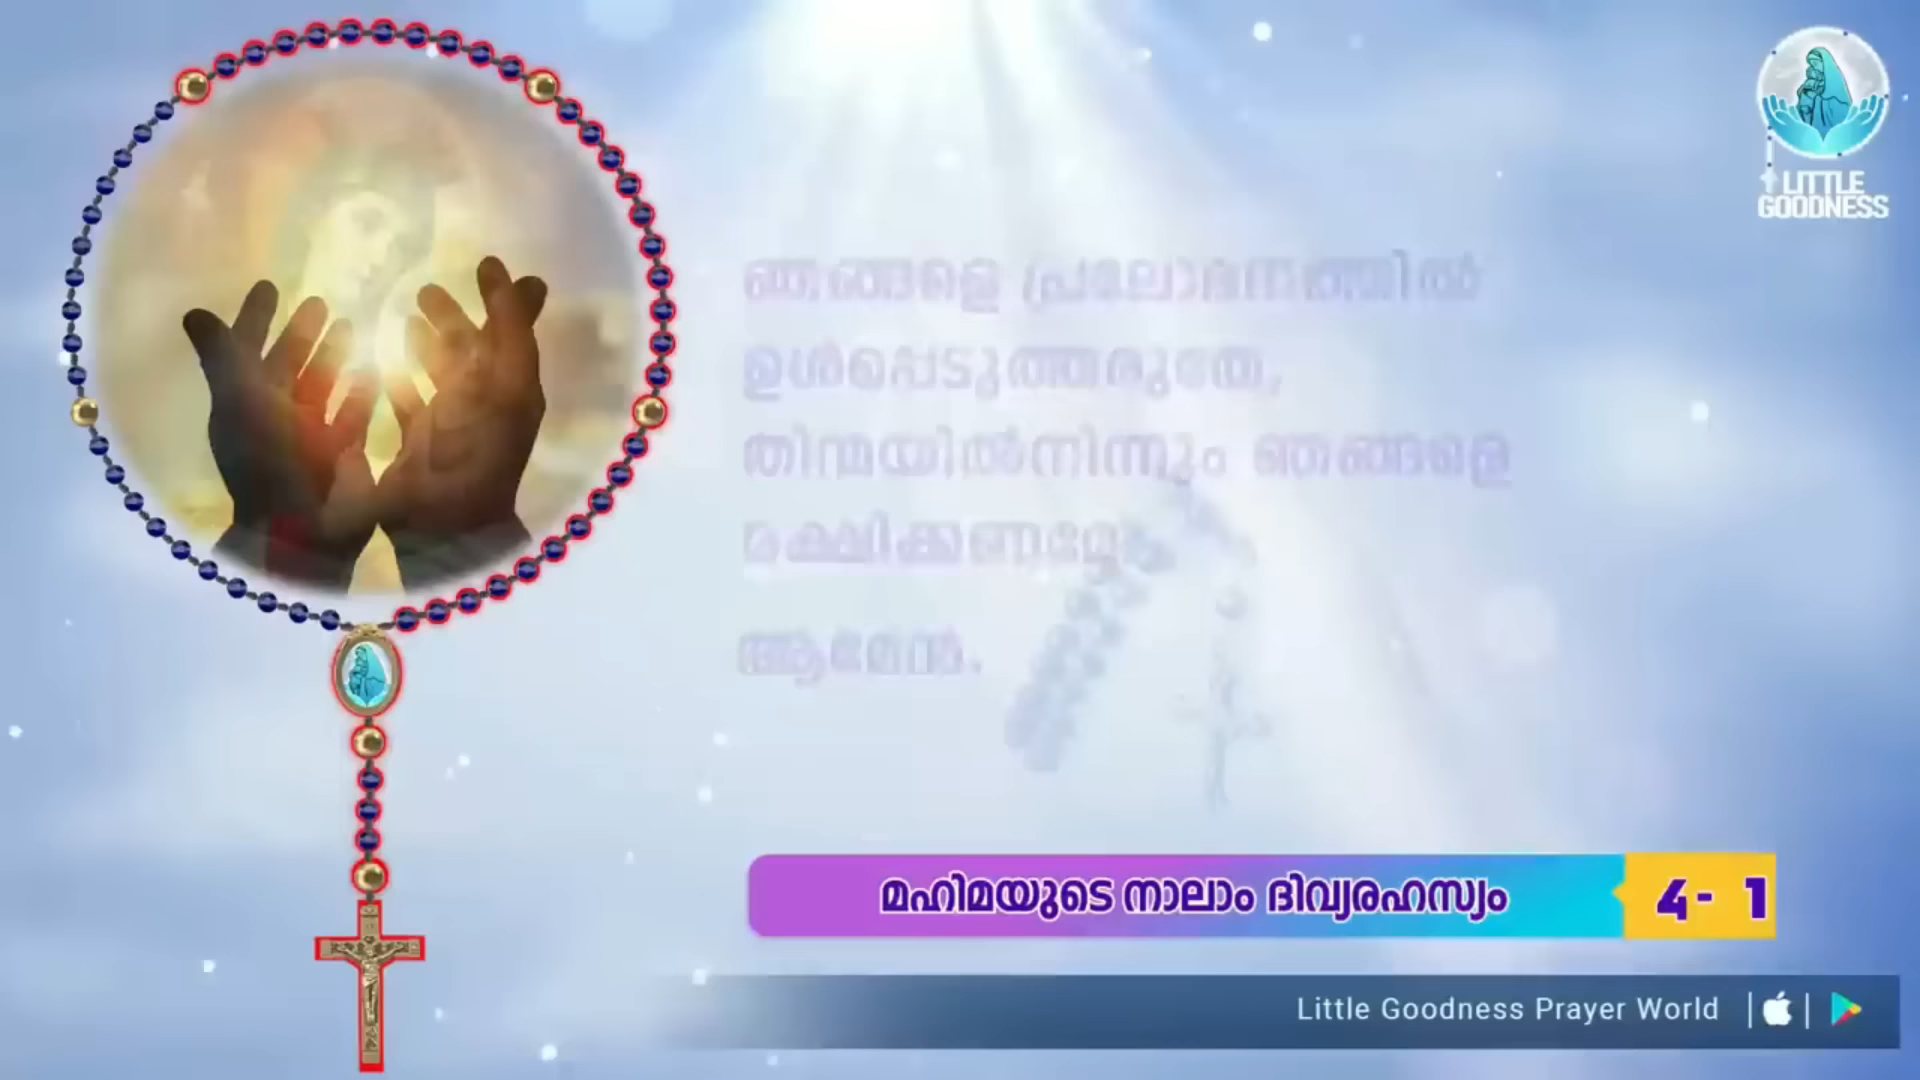 LITTLE
GOODNESS
ഞങ്ങളെ പ്രലോഭനത്തിൽ
ഉൾപ്പെടുത്തരുതേ,
തിന്മയിൽനിന്നും ഞങ്ങളെ
രക്ഷിക്കണമേ
ആമേൻ.
മഹിമയുടെ നാലാം ദിവ്യരഹസ്യം 4- 1
Little Goodness Prayer World